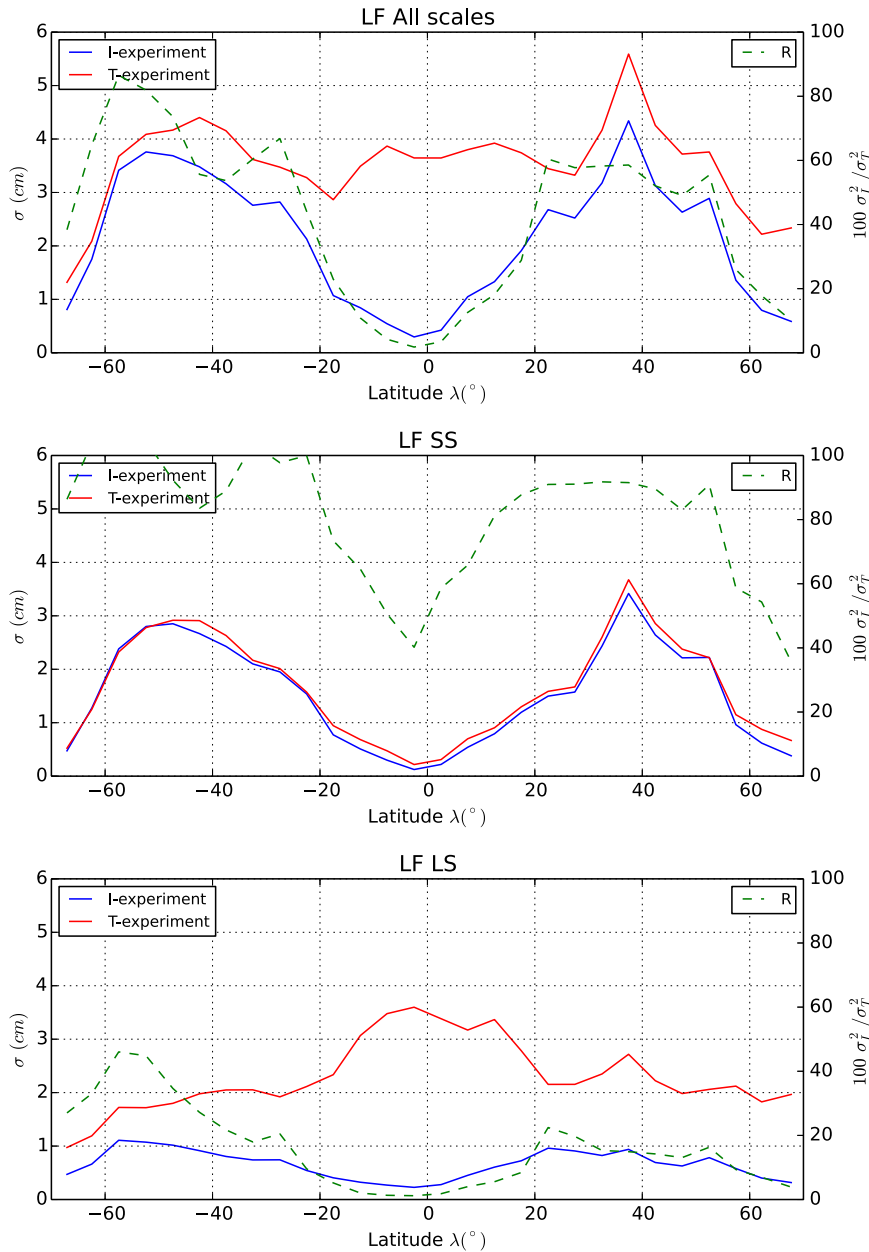 LF All scales
I-experiment
T-experiment
R
6
5
4
3
2
1
0
σ (cm)
100
80
60
40
20
0
100 σ_I^2 /σ_T^2
−60 −40 −20 0 20 40 60
Latitude λ(°)
LF SS
I-experiment
T-experiment
R
6
5
4
3
2
1
0
σ (cm)
100
80
60
40
20
0
100 σ_I^2 /σ_T^2
−60 −40 −20 0 20 40 60
Latitude λ(°)
LF LS
I-experiment
T-experiment
R
6
5
4
3
2
1
0
σ (cm)
100
80
60
40
20
0
100 σ_I^2 /σ_T^2
−60 −40 −20 0 20 40 60
Latitude λ(°)